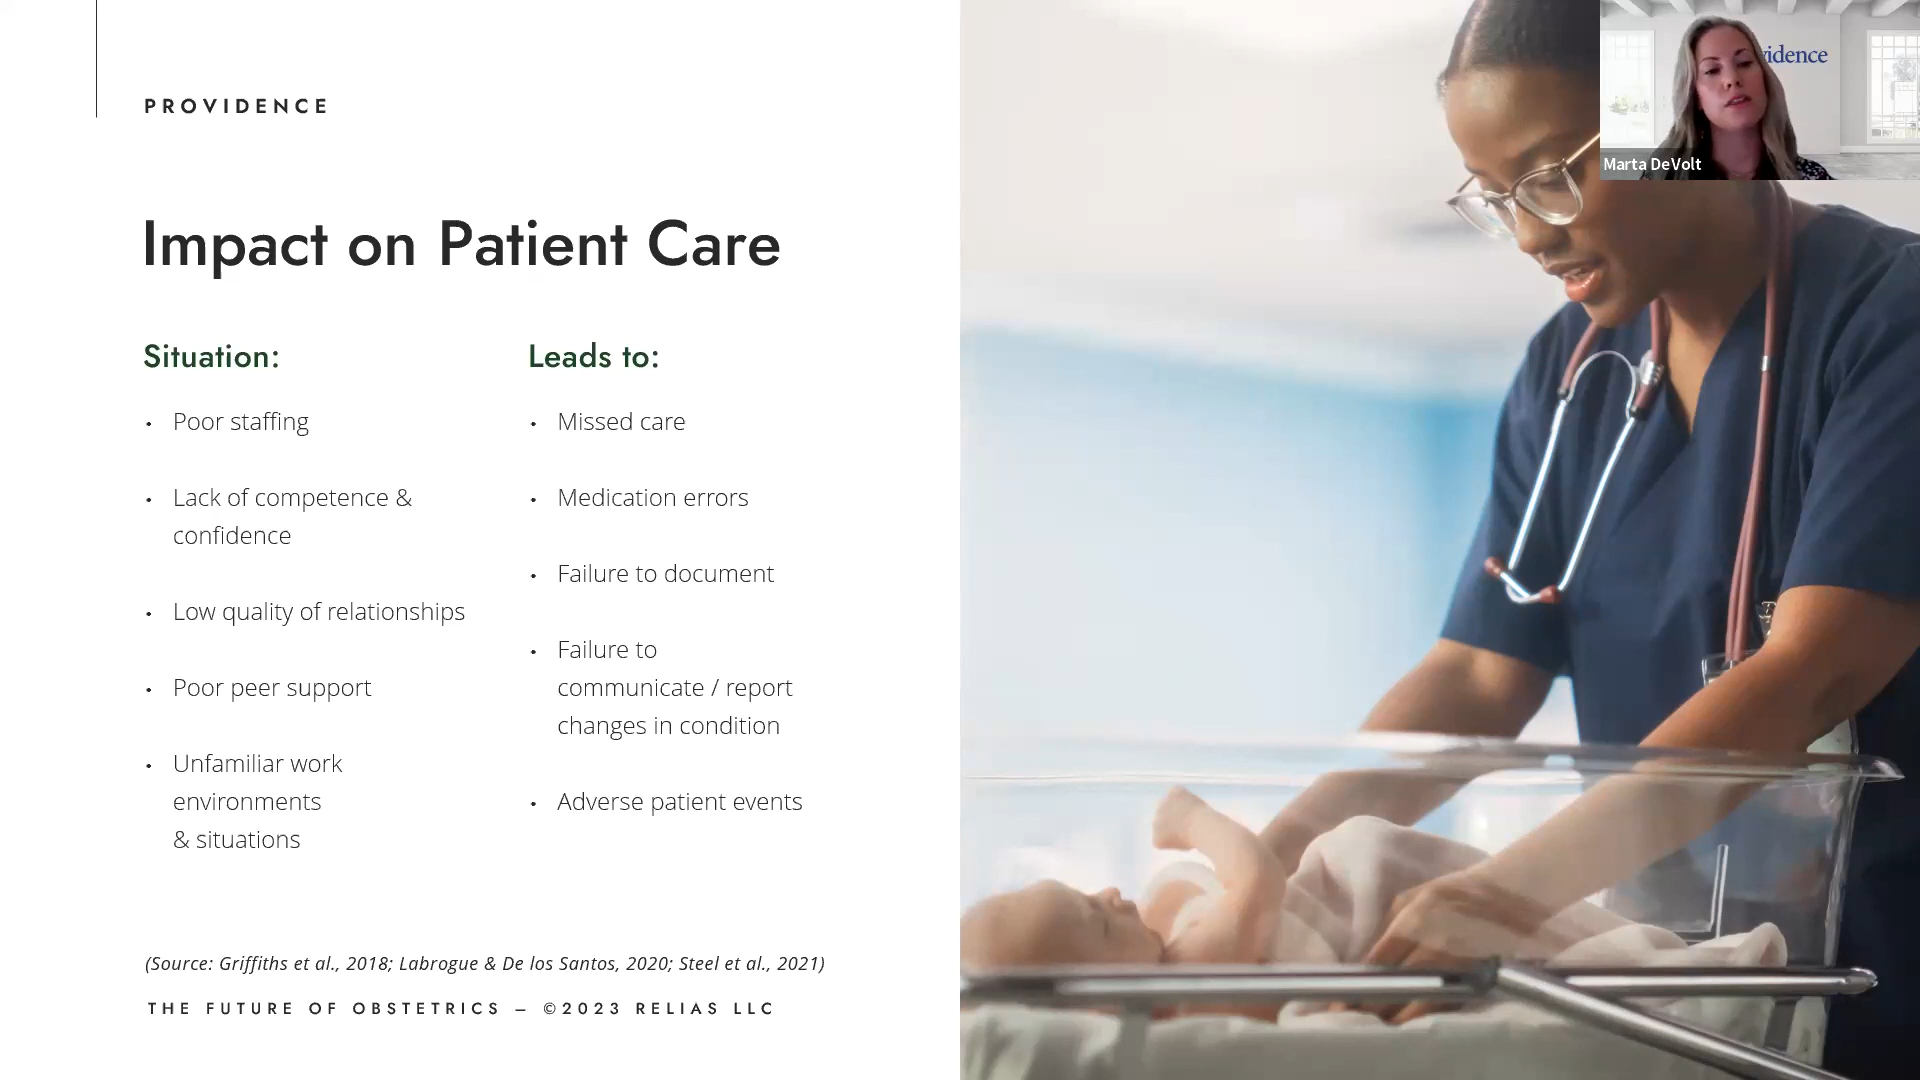 PROVIDENCE
Impact on Patient Care
Situation:
• Poor staffing
• Lack of competence &
confidence
• Low quality of relationships
• Poor peer support
• Unfamiliar work
environments
& situations
Leads to:
• Missed care
• Medication errors
• Failure to document
• Failure to
communicate / report
changes in condition
• Adverse patient events
(Source: Griffiths et al., 2018; Labrogue & De los Santos, 2020; Steel et al., 2021)
THE FUTURE OF OBSTETRICS – ©2023 RELIAS LLC
vidence
Marta DeVolt